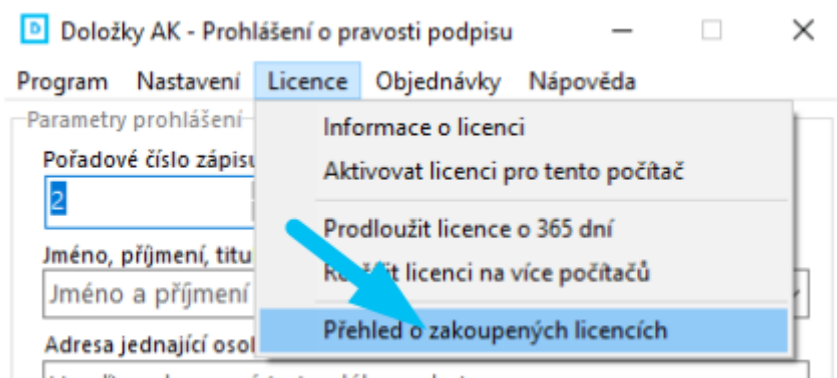 D Doložky AK - Prohlášení o pravosti podpisu
Program Nastavení Licence Objednávky Nápověda
Parametry prohlášení
Informace o licenci
Pořadové číslo zápisu
Aktivovat licenci pro tento počítač
2
Prodloužit licence o 365 dní
Jméno, příjmení, titu
licenci na více počítačů
Jméno a příjmení
Přehled o zakoupených licencích
Adresa jednající osob